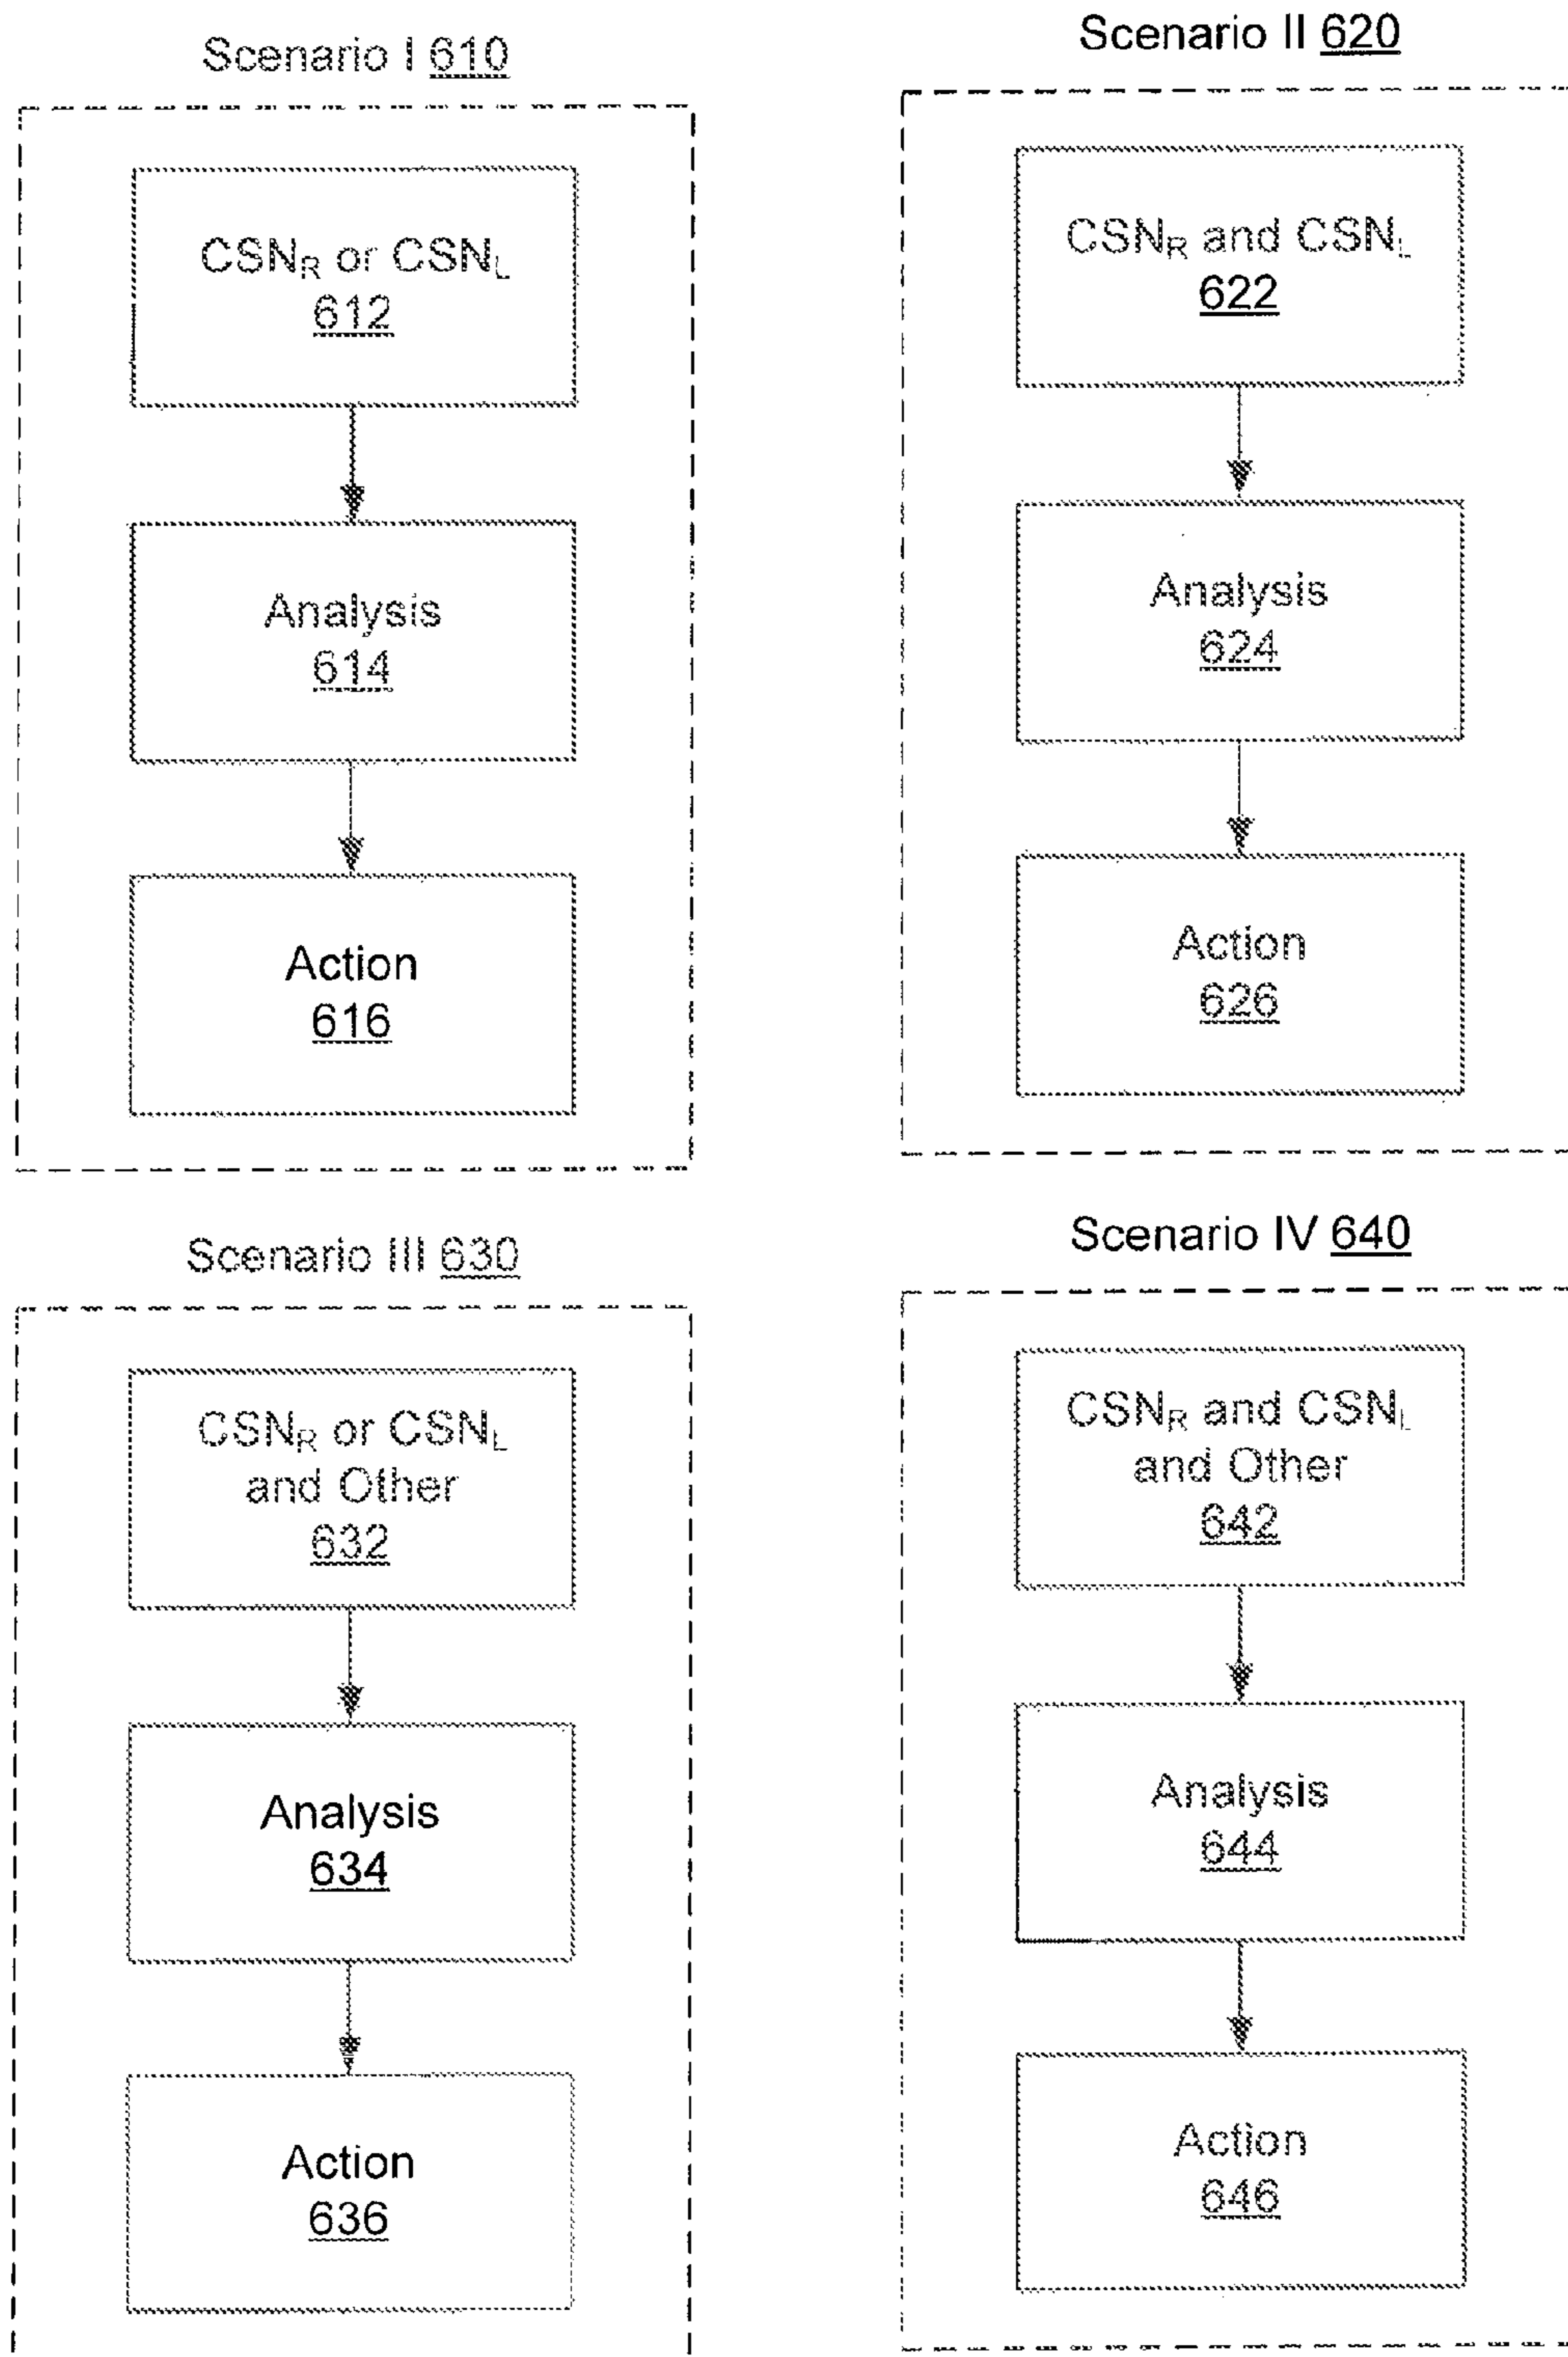 Scenario I 610
CSNR or CSNL
612
Analysis
614
Action
616
Scenario II 620
CSNR and CSNL
622
Analysis
624
Action
626
Scenario III 630
CSNR or CSNL
and Other
632
Analysis
634
Action
636
Scenario IV 640
CSNR and CSNL
and Other
642
Analysis
644
Action
646